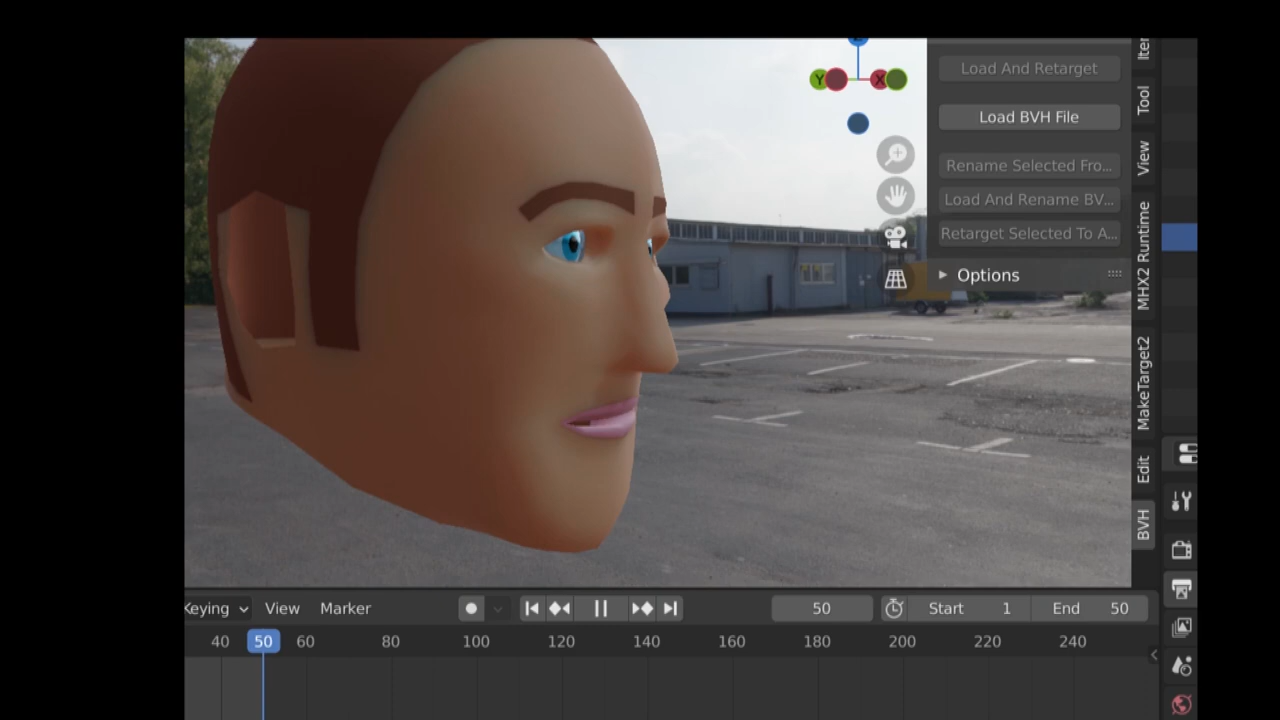 Load And Retarget
Load BVH File
Rename Selected Fro...
Load And Rename BV...
Retarget Selected To A...
Options
Y
X
Tool
View
MHX2 Runtime
MakeTarget2
Edit
BVH
Keying View Marker 50 Start 1 End 50
40 50 60 80 100 120 140 160 180 200 220 240